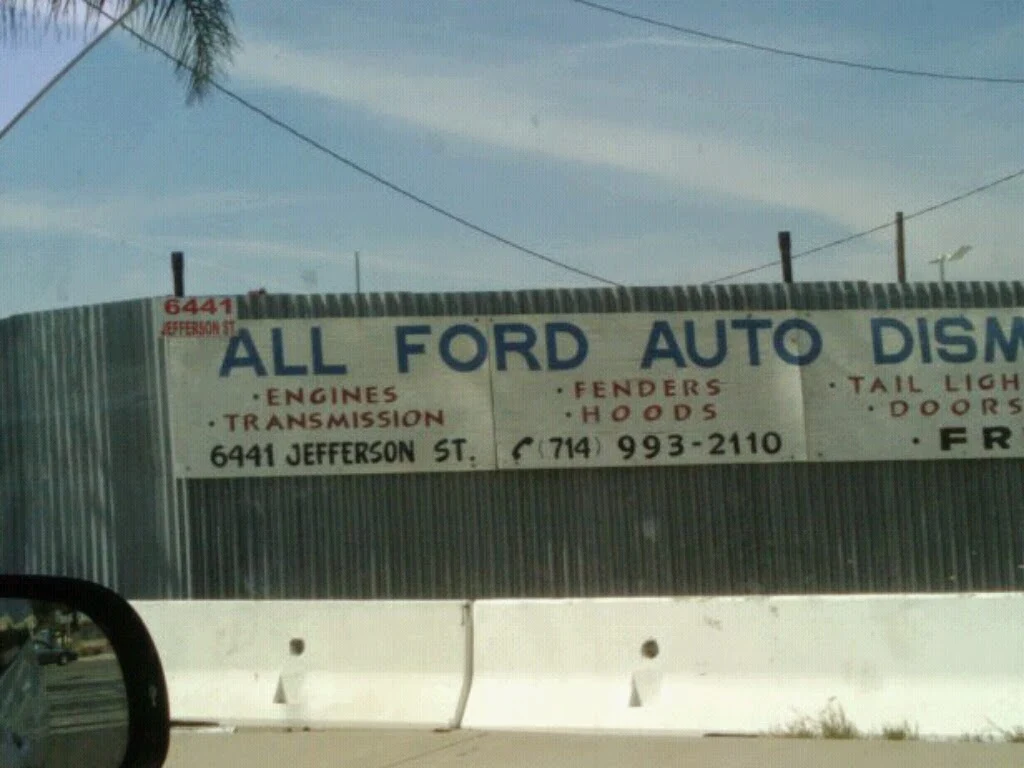 6441
JEFFERSON ST
ALL FORD AUTO DISM
· ENGINES · FENDERS · TAIL LIGH
· TRANSMISSION · HOODS · DOORS
6441 JEFFERSON ST. (714) 993-2110 · FR